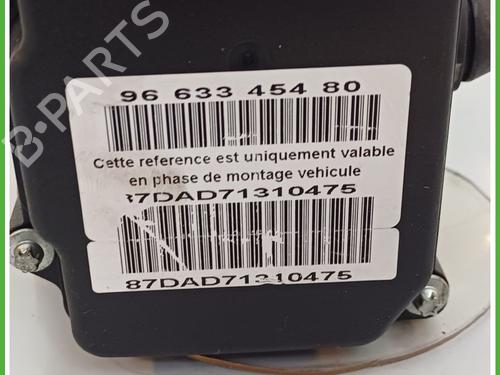 96 633 454 80
Cette reference est uniquement valable
en phase de montage vehicule
87DAD71310475
87DAD71310475
B-PARTS